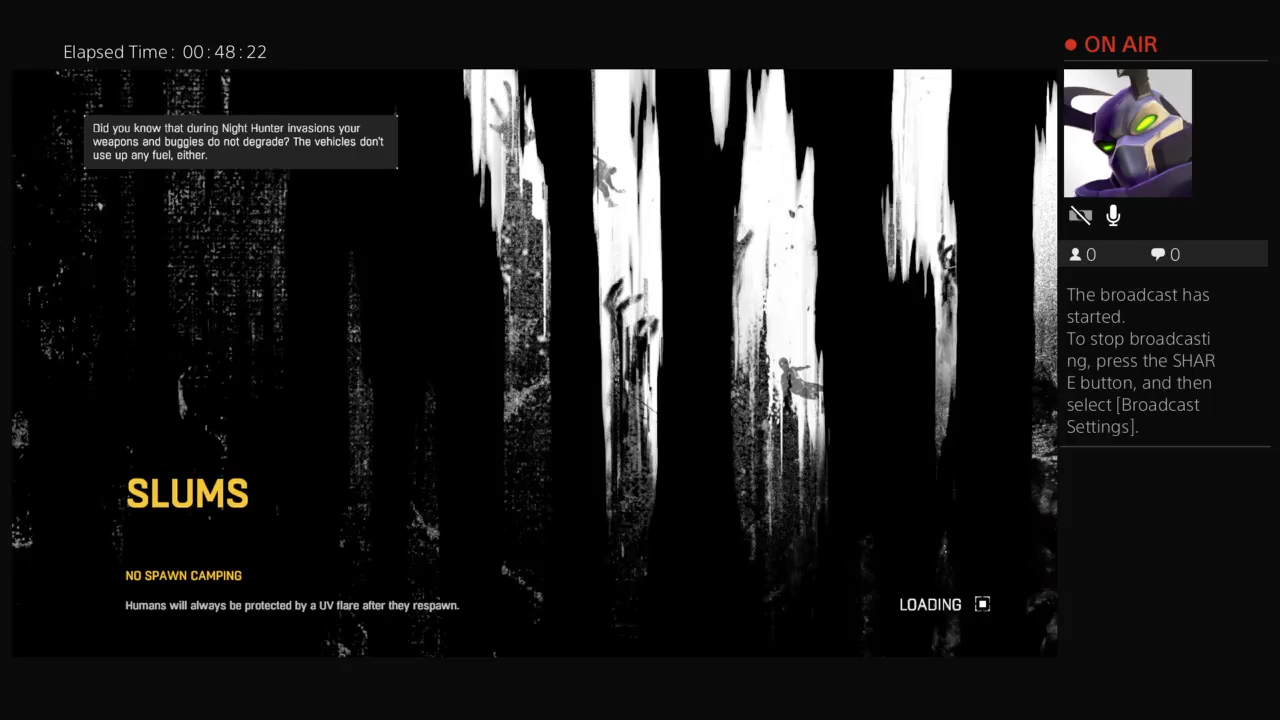 Elapsed Time: 00:48:22
ON AIR
Did you know that during Night Hunter invasions your
weapons and buggies do not degrade? The vehicles don't
use up any fuel, either.
0 0
The broadcast has
started.
To stop broadcasti
ng, press the SHAR
E button, and then
select [Broadcast
Settings].
SLUMS
NO SPAWN CAMPING
Humans will always be protected by a UV flare after they respawn.
LOADING